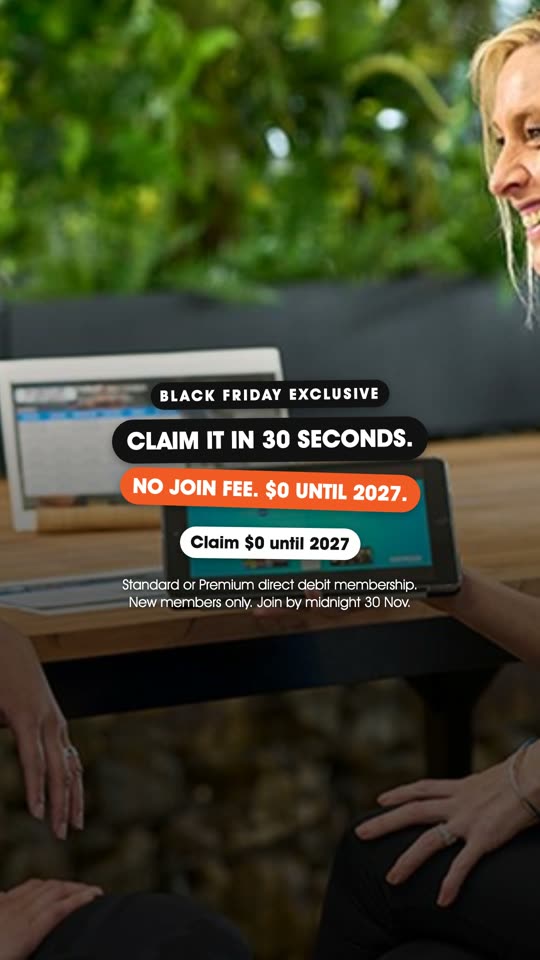 BLACK FRIDAY EXCLUSIVE
CLAIM IT IN 30 SECONDS.
NO JOIN FEE. $0 UNTIL 2027.
Claim $0 until 2027
Standard or Premium direct debit membership.
New members only. Join by midnight 30 Nov.